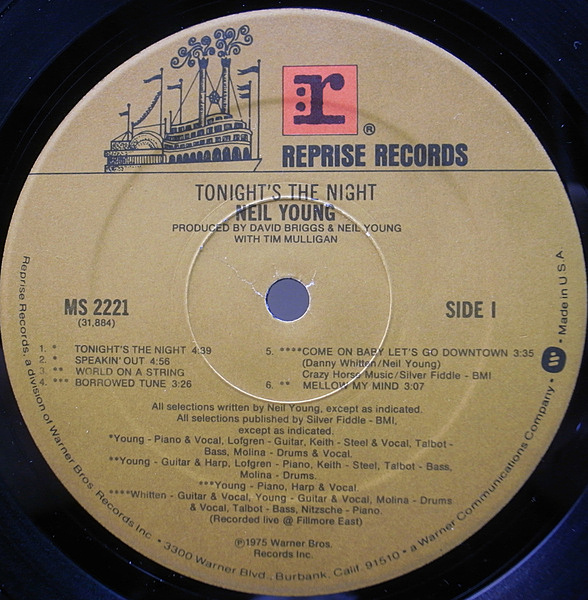 r
®
REPRISE RECORDS
TONIGHT'S THE NIGHT
NEIL YOUNG
PRODUCED BY DAVID BRIGGS & NEIL YOUNG
WITH TIM MULLIGAN
MS 2221
(31,884)
SIDE 1
1. * TONIGHT'S THE NIGHT 4:39
2. * SPEAKIN' OUT 4:56
3. ** WORLD ON A STRING
4. *** BORROWED TUNE 3:26
5. ****COME ON BABY LET'S GO DOWNTOWN 3:35
(Danny Whitten/Neil Young)
Crazy Horse Music/Silver Fiddle - BMI
6. ** MELLOW MY MIND 3:07
All selections written by Neil Young, except as indicated.
All selections published by Silver Fiddle - BMI,
except as indicated.
*Young - Piano & Vocal, Lofgren - Guitar, Keith - Steel & Vocal, Talbot -
Bass, Molina - Drums & Vocal.
**Young - Guitar & Harp, Lofgren - Piano, Keith - Steel, Talbot - Bass,
Molina - Drums.
***Young - Piano, Harp & Vocal.
****Whitten - Guitar & Vocal, Young - Guitar & Vocal, Molina - Drums
& Vocal, Talbot - Bass, Nitzsche - Piano.
(Recorded live @ Fillmore East)
℗1975 Warner Bros.
Records Inc.
Reprise Records, a division of Warner Bros. Records Inc. • 3300 Warner Blvd., Burbank, Calif. 91510 • a Warner Communications Company • W • Made in U.S.A.